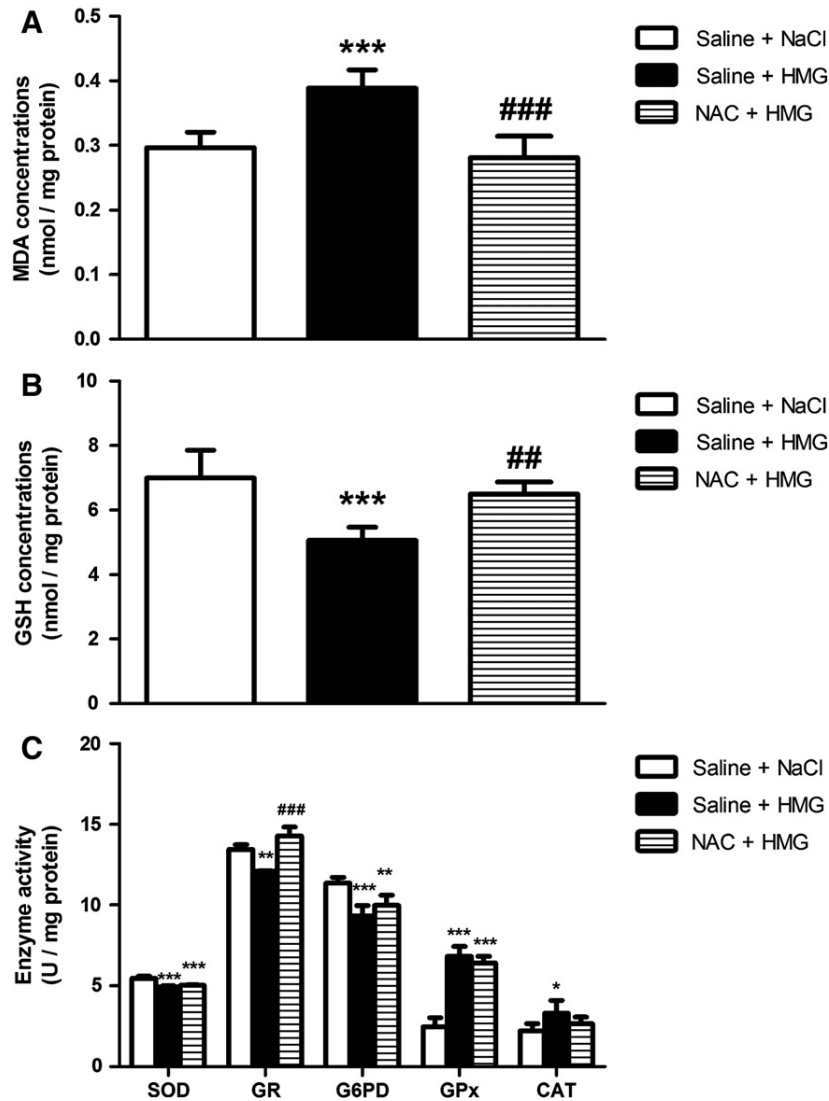 A
MDA concentrations
(nmol / mg protein)
0.5
0.4
0.3
0.2
0.1
0.0
***
###
Saline + NaCl
Saline + HMG
NAC + HMG
B
GSH concentrations
(nmol / mg protein)
10
8
6
4
2
0
***
##
Saline + NaCl
Saline + HMG
NAC + HMG
C
Enzyme activity
(U / mg protein)
20
15
10
5
0
*** ***
** ###
*** **
*** ***
*
SOD GR G6PD GPx CAT
Saline + NaCl
Saline + HMG
NAC + HMG